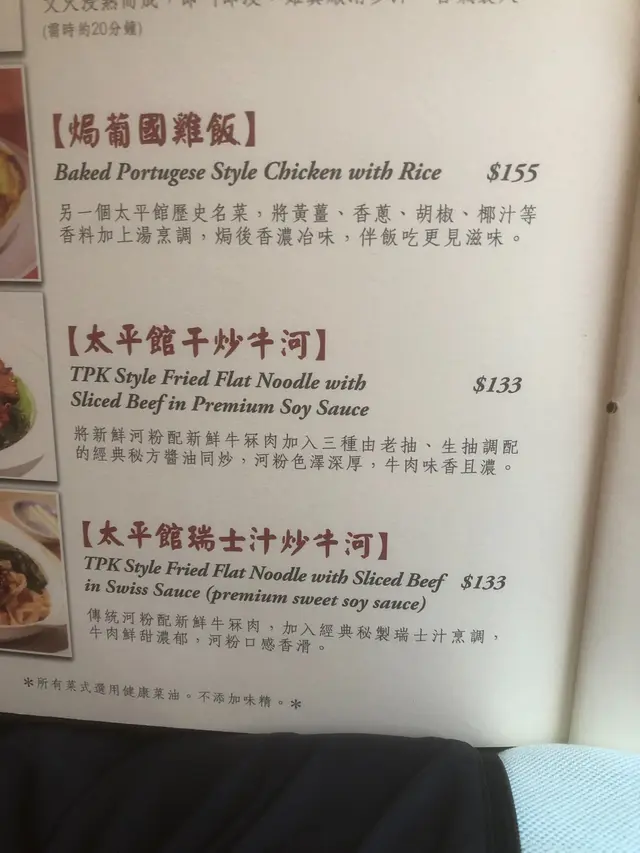 (需時約20分鐘)
【焗葡國雞飯】
Baked Portugese Style Chicken with Rice $155
另一個太平館歷史名菜，將黃薑、香蔥、胡椒、椰汁等
香料加上湯烹調，焗後香濃冶味，伴飯吃更見滋味。
【太平館干炒牛河】
TPK Style Fried Flat Noodle with $133
Sliced Beef in Premium Soy Sauce
將新鮮河粉配新鮮牛冧肉加入三種由老抽、生抽調配
的經典秘方醬油同炒，河粉色澤深厚，牛肉味香且濃。
【太平館瑞士汁炒牛河】
TPK Style Fried Flat Noodle with Sliced Beef $133
in Swiss Sauce (premium sweet soy sauce)
傳統河粉配新鮮牛冧肉，加入經典秘製瑞士汁烹調，
牛肉鮮甜濃郁，河粉口感香滑。
＊所有菜式選用健康菜油。不添加味精。＊